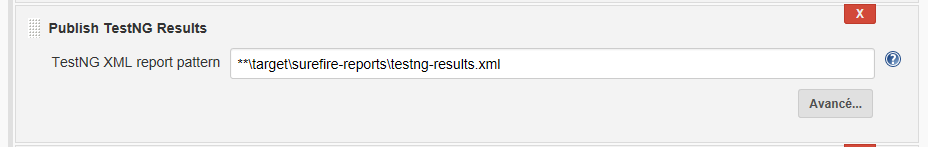 X
Publish TestNG Results
TestNG XML report pattern **\target\surefire-reports\testng-results.xml ?
Avancé...